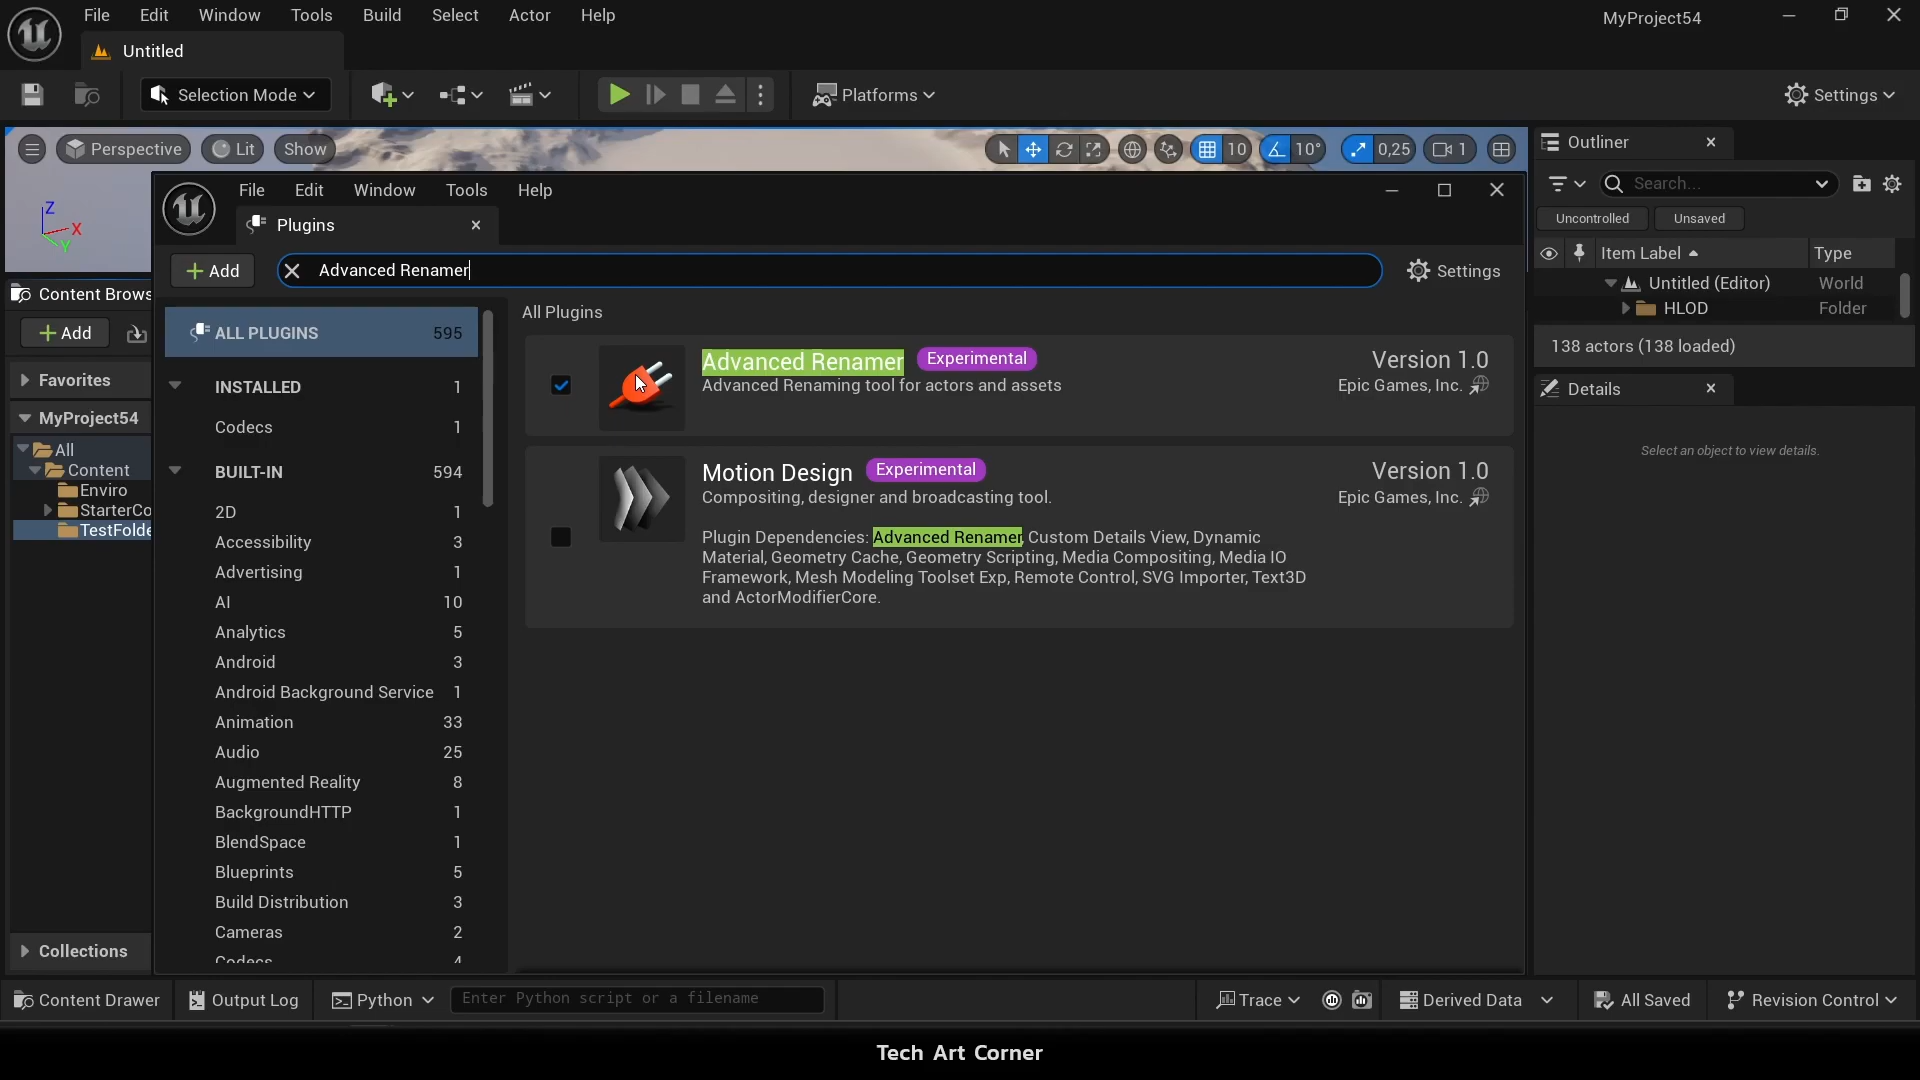 File Edit Window Tools Build Select Actor Help MyProject54
Untitled
Selection Mode Platforms Settings
Perspective Lit Show 10 10° 0,25 1
Outliner
Z
X
Y
Search...
Uncontrolled Unsaved
Item Label Type
Untitled (Editor) World
HLOD Folder
138 actors (138 loaded)
Details
Select an object to view details.
File Edit Window Tools Help
Plugins
Add Advanced Renamer Settings
ALL PLUGINS 595
INSTALLED 1
Codecs 1
BUILT-IN 594
2D 1
Accessibility 3
Advertising 1
AI 10
Analytics 5
Android 3
Android Background Service 1
Animation 33
Audio 25
Augmented Reality 8
BackgroundHTTP 1
BlendSpace 1
Blueprints 5
Build Distribution 3
Cameras 2
Codecs 4
All Plugins
Advanced Renamer Experimental Version 1.0
Advanced Renaming tool for actors and assets Epic Games, Inc.
Motion Design Experimental Version 1.0
Compositing, designer and broadcasting tool. Epic Games, Inc.
Plugin Dependencies: Advanced Renamer, Custom Details View, Dynamic
Material, Geometry Cache, Geometry Scripting, Media Compositing, Media IO
Framework, Mesh Modeling Toolset Exp, Remote Control, SVG Importer, Text3D
and ActorModifierCore.
Content Brows
Add
Favorites
MyProject54
All
Content
Enviro
StarterCo
TestFolde
Collections
Content Drawer Output Log Python Enter Python script or a filename Trace Derived Data All Saved Revision Control
Tech Art Corner